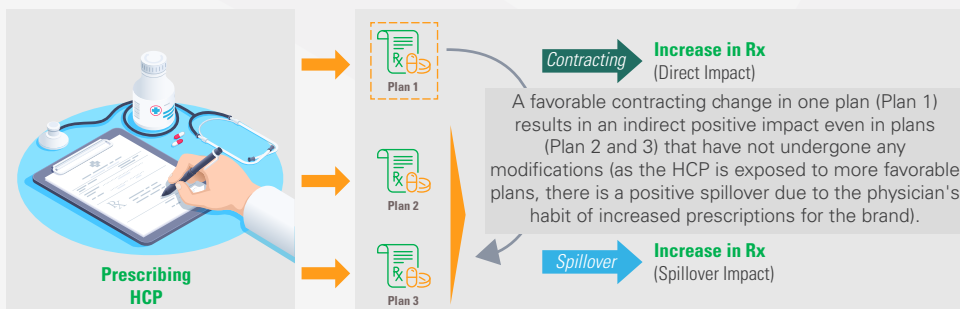 Prescribing
HCP
Plan 1
Plan 2
Plan 3
Contracting
Increase in Rx
(Direct Impact)
A favorable contracting change in one plan (Plan 1)
results in an indirect positive impact even in plans
(Plan 2 and 3) that have not undergone any
modifications (as the HCP is exposed to more favorable
plans, there is a positive spillover due to the physician's
habit of increased prescriptions for the brand).
Spillover
Increase in Rx
(Spillover Impact)